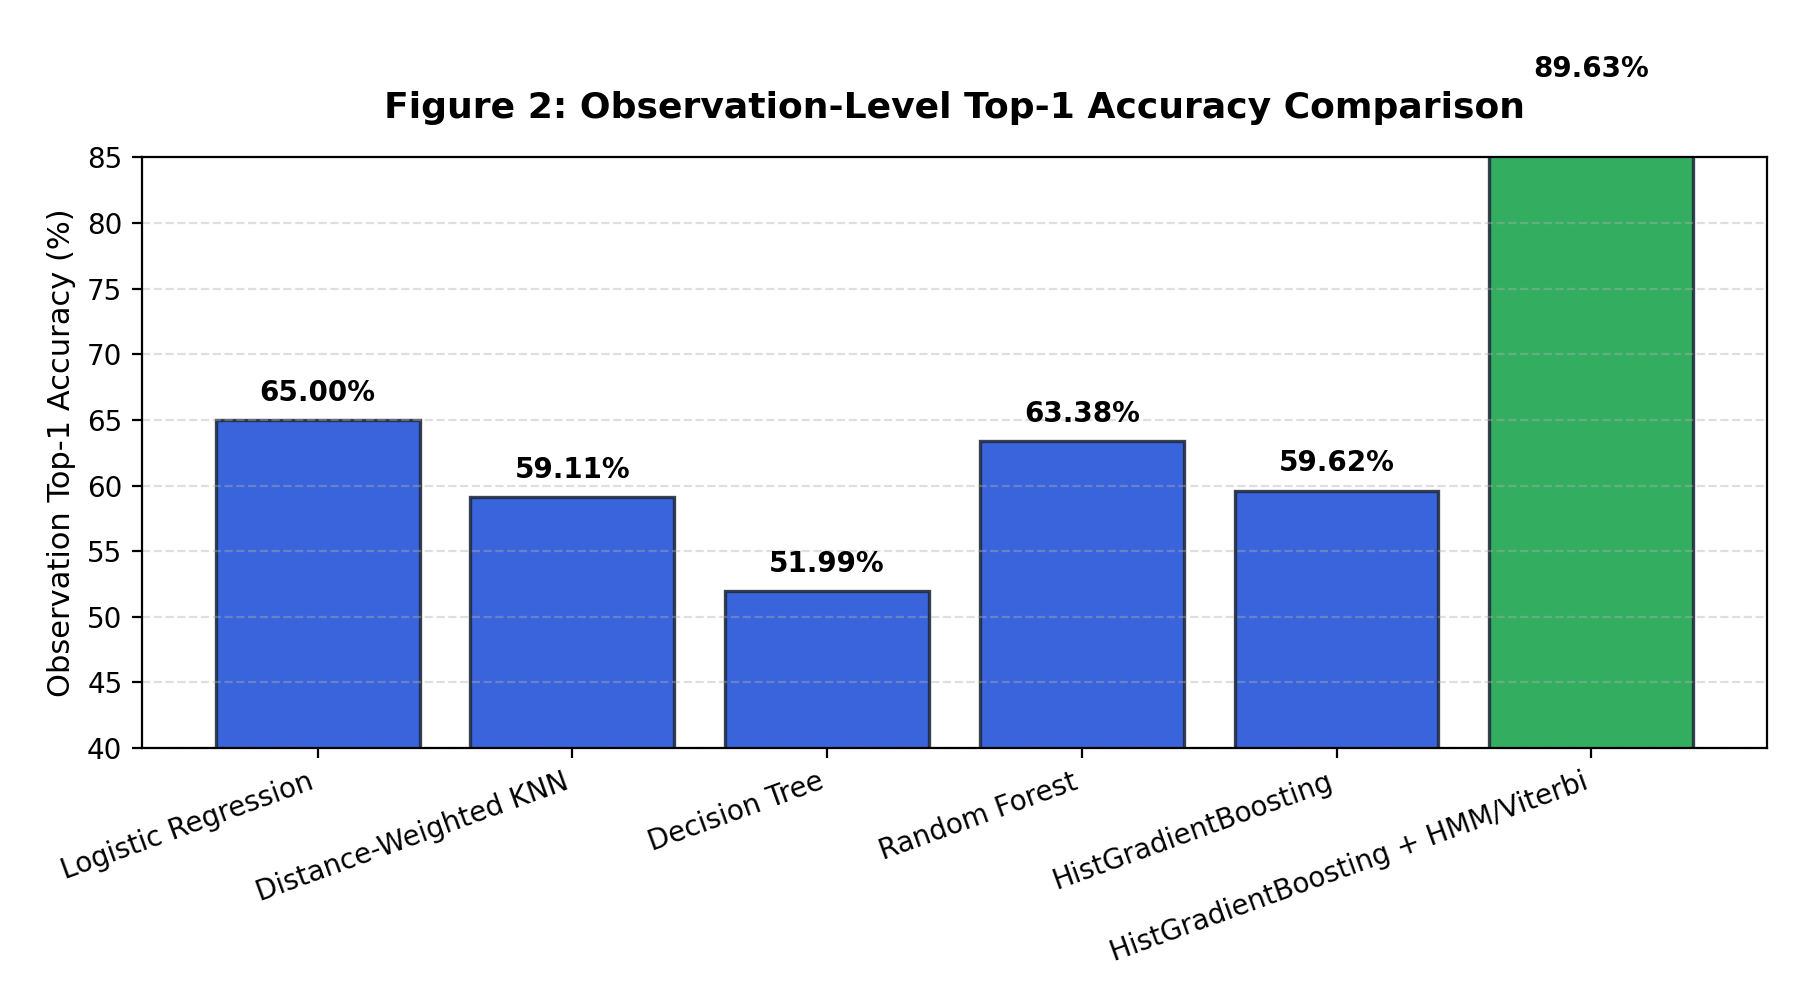 89.63%
Figure 2: Observation-Level Top-1 Accuracy Comparison
Observation Top-1 Accuracy (%)
85
80
75
70
65
60
55
50
45
40
65.00%
59.11%
51.99%
63.38%
59.62%
Logistic Regression
Distance-Weighted KNN
Decision Tree
Random Forest
HistGradientBoosting
HistGradientBoosting + HMM/Viterbi